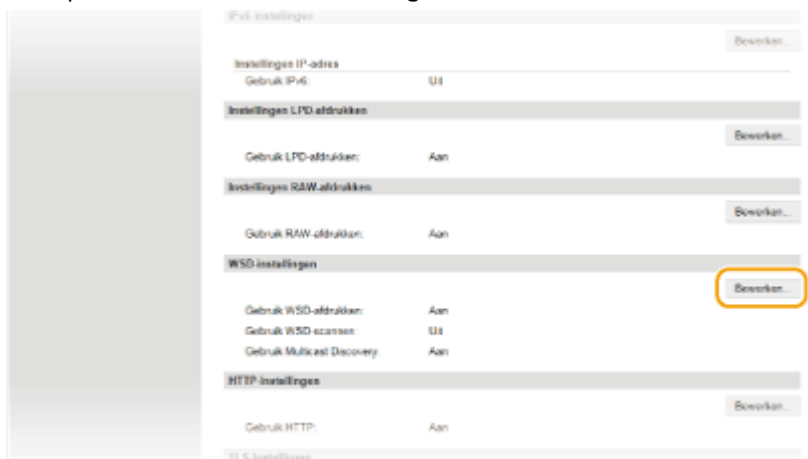 IPv6-instellingen
Bewerken...
Instellingen IP-adres
Gebruik IPv6: Uit
Instellingen LPD-afdrukken
Bewerken...
Gebruik LPD-afdrukken: Aan
Instellingen RAW-afdrukken
Bewerken...
Gebruik RAW-afdrukken: Aan
WSD-instellingen
Bewerken...
Gebruik WSD-afdrukken: Aan
Gebruik WSD-scannen: Uit
Gebruik Multicast Discovery: Aan
HTTP-instellingen
Bewerken...
Gebruik HTTP: Aan
TLS-instellingen